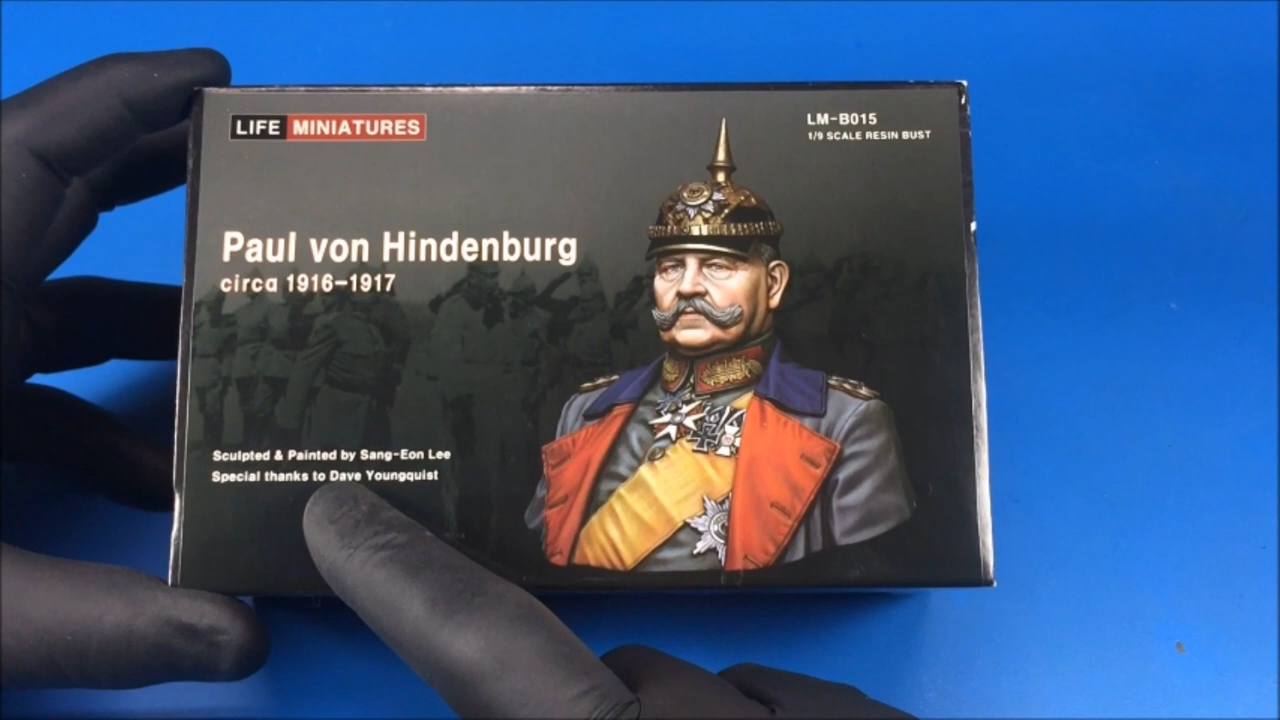 LIFE MINIATURES
LM-B015
1/9 SCALE RESIN BUST
Paul von Hindenburg
circa 1916-1917
Sculpted & Painted by Sang-Eon Lee
Special thanks to Dave Youngquist